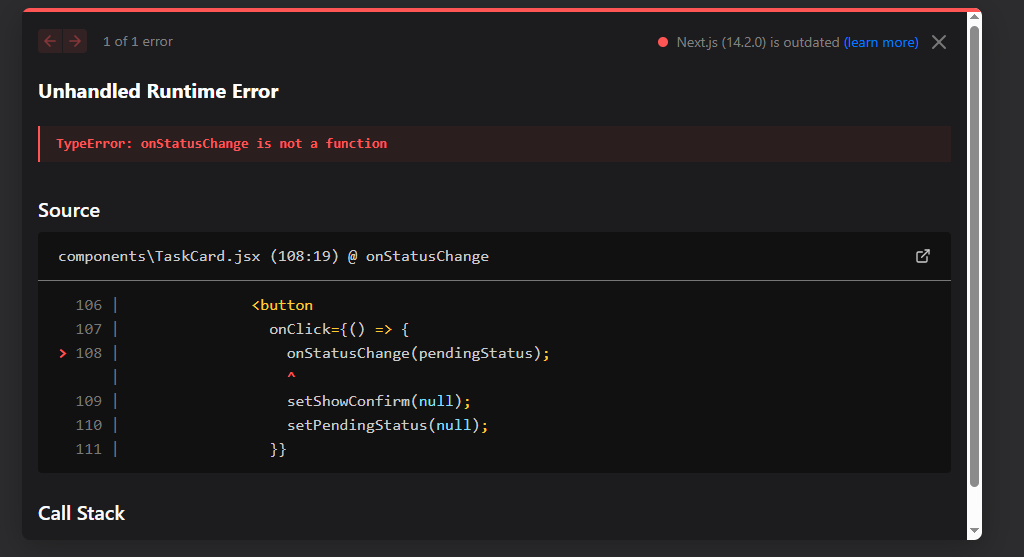 1 of 1 error
Next.js (14.2.0) is outdated (learn more)
Unhandled Runtime Error
TypeError: onStatusChange is not a function
Source
components\TaskCard.jsx (108:19) @ onStatusChange
106 |               <button
107 |                 onClick={() => {
> 108 |                   onStatusChange(pendingStatus);
|                   ^
109 |                   setShowConfirm(null);
110 |                   setPendingStatus(null);
111 |                 }}
Call Stack